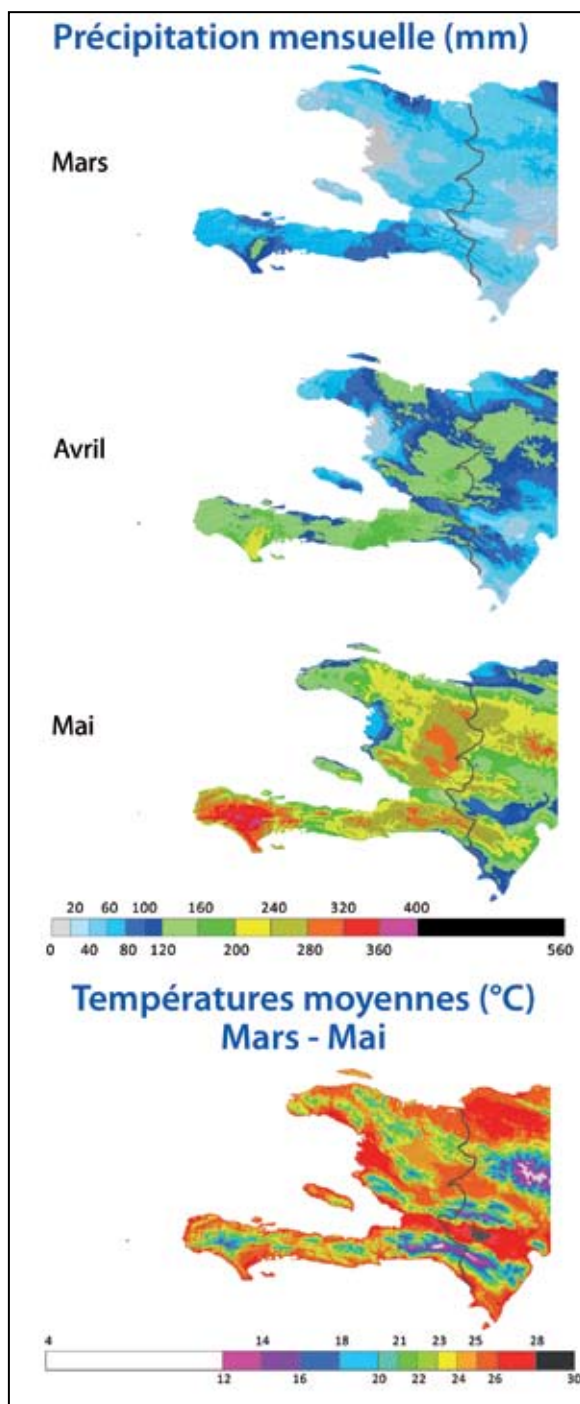 Précipitation mensuelle (mm)
Mars
Avril
Mai
20 60 100 160 240 320 400
0 40 80 120 200 280 360 560
Températures moyennes (°C)
Mars - Mai
4 14 18 21 23 25 28
12 16 20 22 24 26 30